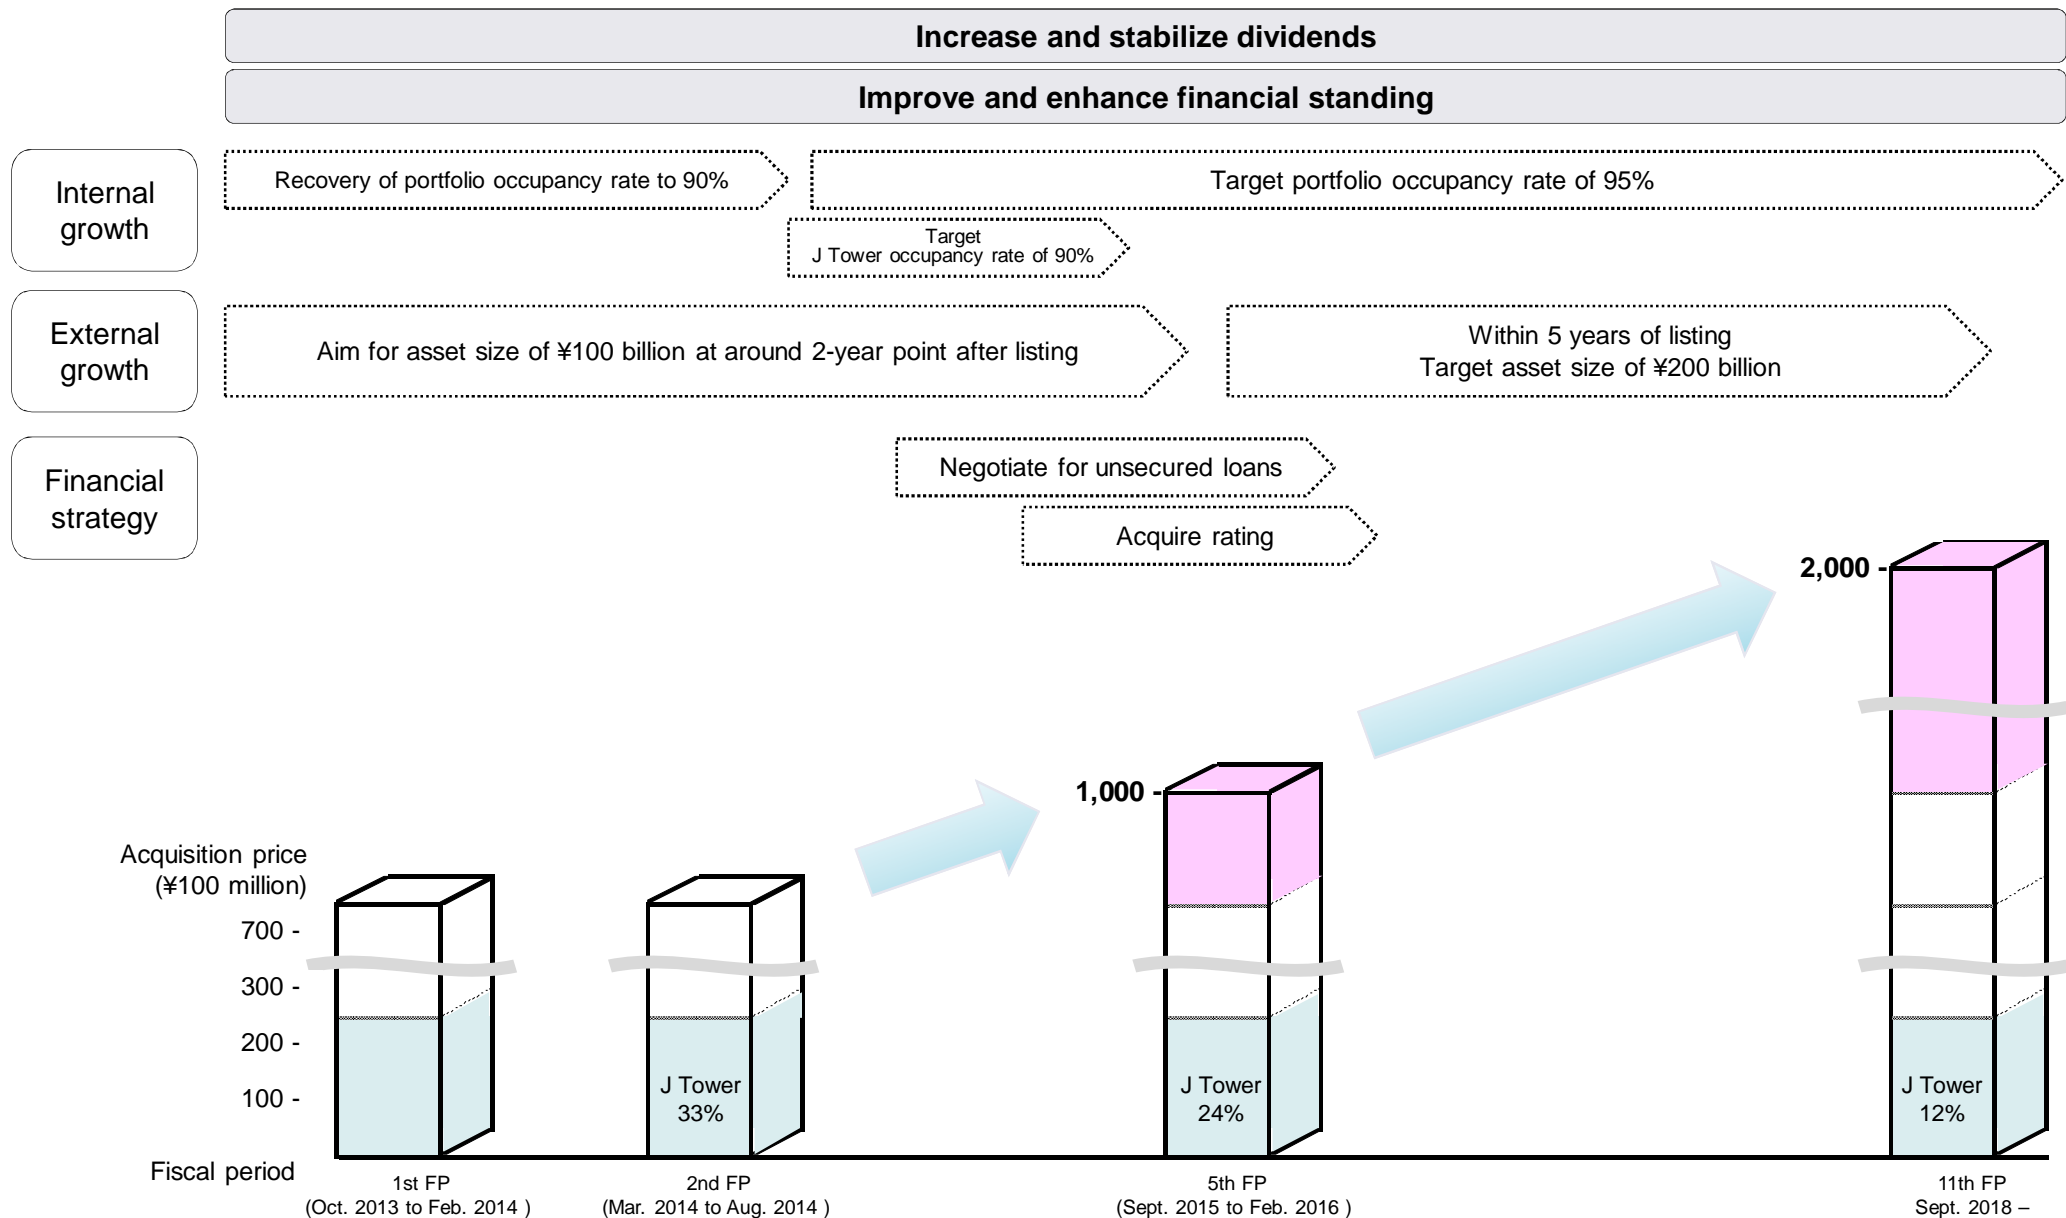 Increase and stabilize dividends
Improve and enhance financial standing
Internal
growth
Recovery of portfolio occupancy rate to 90%
Target portfolio occupancy rate of 95%
Target
J Tower occupancy rate of 90%
External
growth
Aim for asset size of ¥100 billion at around 2-year point after listing
Within 5 years of listing
Target asset size of ¥200 billion
Financial
strategy
Negotiate for unsecured loans
Acquire rating
2,000 -
1,000 -
Acquisition price
(¥100 million)
700 -
300 -
200 -
100 -
J Tower
33%
J Tower
24%
J Tower
12%
Fiscal period
1st FP
(Oct. 2013 to Feb. 2014 )
2nd FP
(Mar. 2014 to Aug. 2014 )
5th FP
(Sept. 2015 to Feb. 2016 )
11th FP
Sept. 2018 –